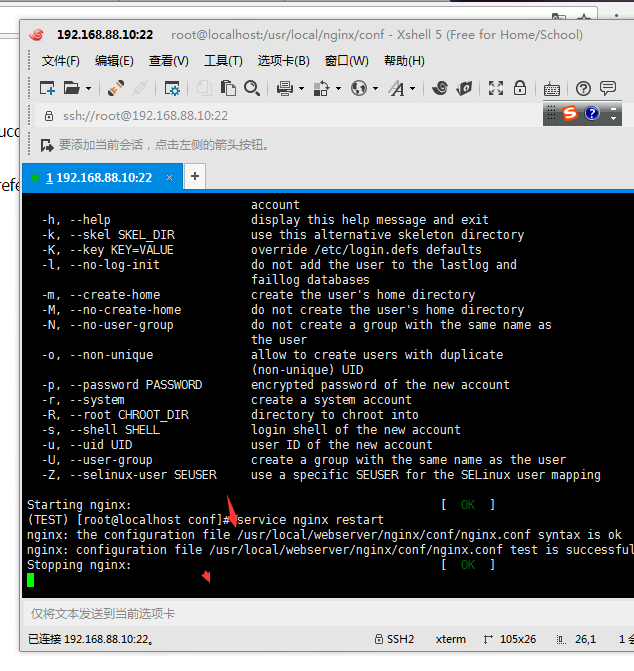 192.168.88.10:22 root@localhost:/usr/local/nginx/conf - Xshell 5 (Free for Home/School)
文件(F) 编辑(E) 查看(V) 工具(T) 选项卡(B) 窗口(W) 帮助(H)
ssh://root@192.168.88.10:22
要添加当前会话，点击左侧的箭头按钮。
1 192.168.88.10:22 × +
account
-h, --help display this help message and exit
-k, --skel SKEL_DIR use this alternative skeleton directory
-K, --key KEY=VALUE override /etc/login.defs defaults
-l, --no-log-init do not add the user to the lastlog and
faillog databases
-m, --create-home create the user's home directory
-M, --no-create-home do not create the user's home directory
-N, --no-user-group do not create a group with the same name as
the user
-o, --non-unique allow to create users with duplicate
(non-unique) UID
-p, --password PASSWORD encrypted password of the new account
-r, --system create a system account
-R, --root CHROOT_DIR directory to chroot into
-s, --shell SHELL login shell of the new account
-u, --uid UID user ID of the new account
-U, --user-group create a group with the same name as the user
-Z, --selinux-user SEUSER use a specific SEUSER for the SELinux user mapping
Starting nginx: [ OK ]
(TEST) [root@localhost conf]# service nginx restart
nginx: the configuration file /usr/local/webserver/nginx/conf/nginx.conf syntax is ok
nginx: configuration file /usr/local/webserver/nginx/conf/nginx.conf test is successful
Stopping nginx: [ OK ]
仅将文本发送到当前选项卡
已连接 192.168.88.10:22。 SSH2 xterm 105x26 26,1 1